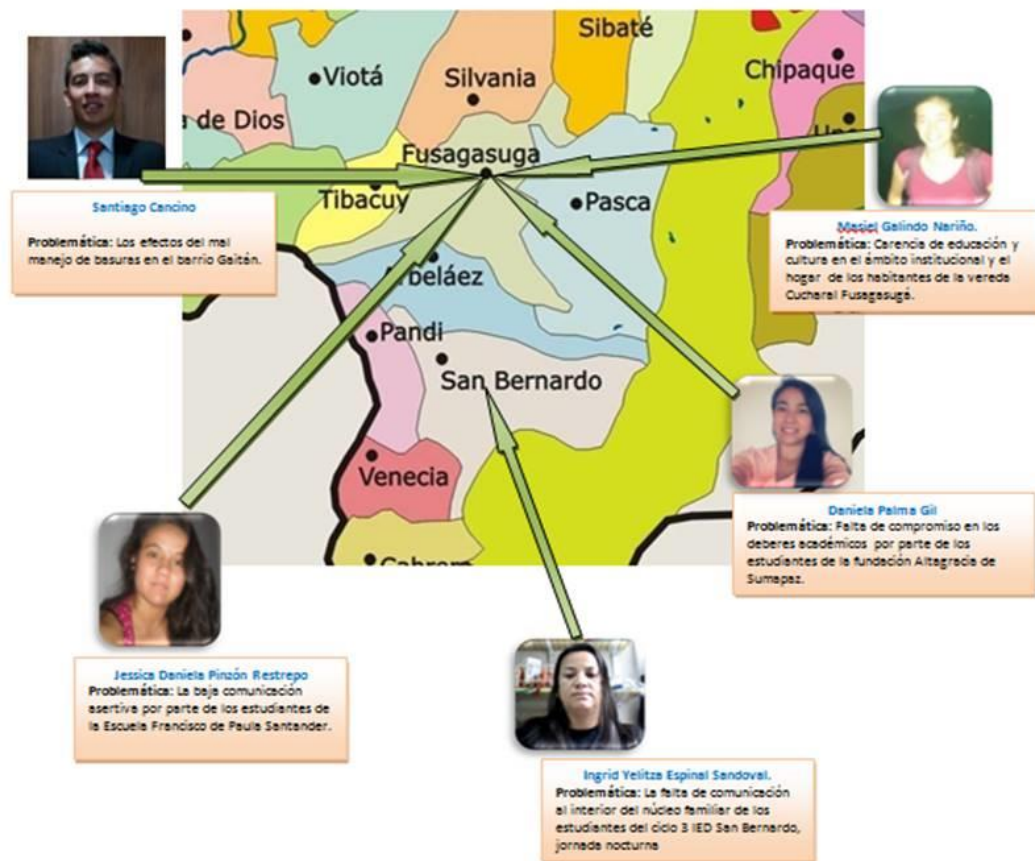 Sibaté
Viotá
Silvania
Chipaque
a de Dios
Fusagasuga
Tibacuy
Pasca
Arbeláez
Pandi
San Bernardo
Venecia
Santiago Cancino
Problemática: Los efectos del mal
manejo de basuras en el barrio Gaitán.
Masiel Galindo Nariño.
Problemática: Carencia de educación y
cultura en el ámbito institucional y el
hogar de los habitantes de la vereda
Cucharal Fusagasugá.
Daniela Palma Gil
Problemática: Falta de compromiso en los
deberes académicos por parte de los
estudiantes de la fundación Altagracia de
Sumapaz.
Jessica Daniela Pinzón Restrepo
Problemática: La baja comunicación
asertiva por parte de los estudiantes de
la Escuela Francisco de Paula Santander.
Ingrid Yelitza Espinal Sandoval.
Problemática: La falta de comunicación
al interior del núcleo familiar de los
estudiantes del ciclo 3 IED San Bernardo,
jornada nocturna